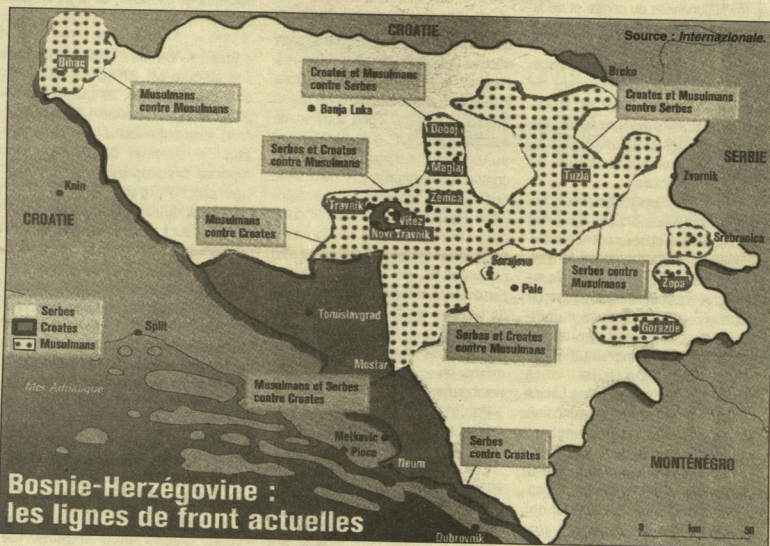 CROATIE
Source : Internazionale.
Bihac
Musulmans
contre Musulmans
Croates et Musulmans
contre Serbes
Brcko
Croates et Musulmans
contre Serbes
Banja Luka
Doboj
SERBIE
Serbes et Croates
contre Musulmans
Maglaj
Tuzla
Zvornik
Knin
CROATIE
Travnik
Zenica
Vitez
Novi Travnik
Musulmans
contre Croates
Srebrenica
Sarajevo
Pale
Serbes contre
Musulmans
Zepa
Serbes
Croates
Musulmans
Split
Tomislavgrad
Gorazde
Serbes et Croates
contre Musulmans
Mostar
Mer Adriatique
Musulmans et Serbes
contre Croates
Metkovic
Ploce
Neum
Serbes
contre Croates
MONTÉNÉGRO
Bosnie-Herzégovine :
les lignes de front actuelles
Dubrovnik
0 km 50